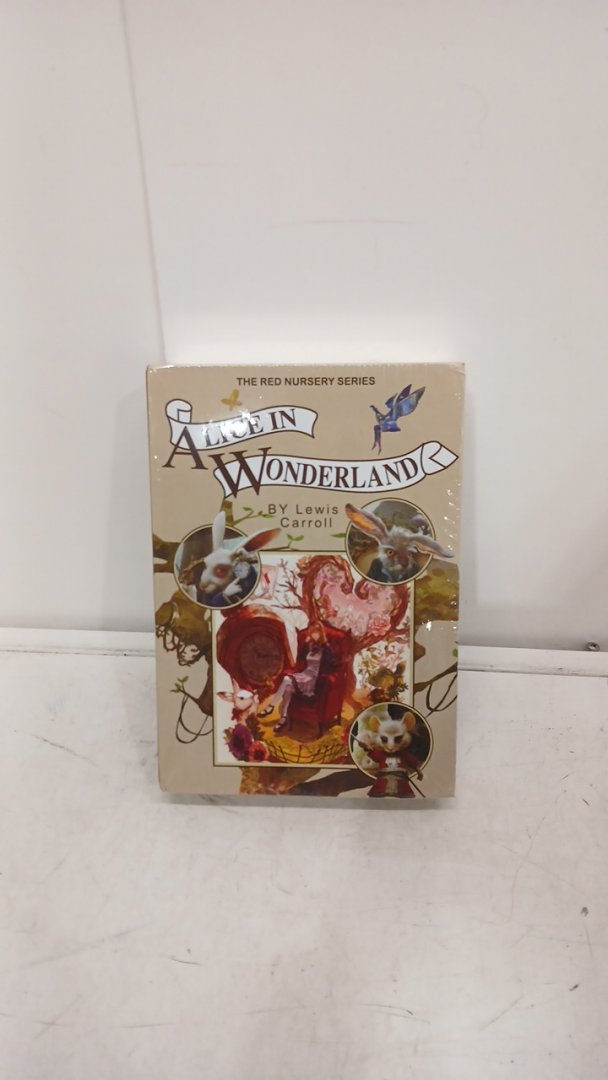 THE RED NURSERY SERIES
ALICE IN
WONDERLAND
BY Lewis
Carroll